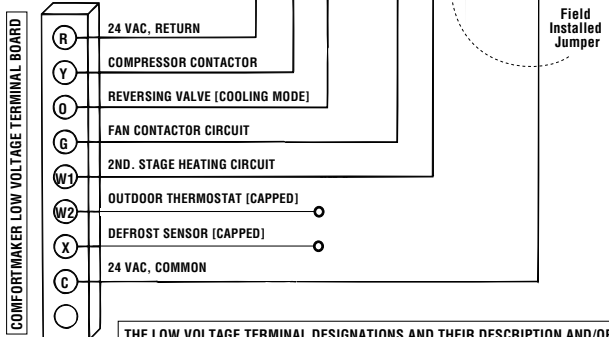 COMFORTMAKER LOW VOLTAGE TERMINAL BOARD
R 24 VAC, RETURN
Y COMPRESSOR CONTACTOR
O REVERSING VALVE [COOLING MODE]
G FAN CONTACTOR CIRCUIT
W1 2ND. STAGE HEATING CIRCUIT
W2 OUTDOOR THERMOSTAT [CAPPED]
X DEFROST SENSOR [CAPPED]
C 24 VAC, COMMON
Field
Installed
Jumper
THE LOW VOLTAGE TERMINAL DESIGNATIONS AND THEIR DESCRIPTION AND/OR